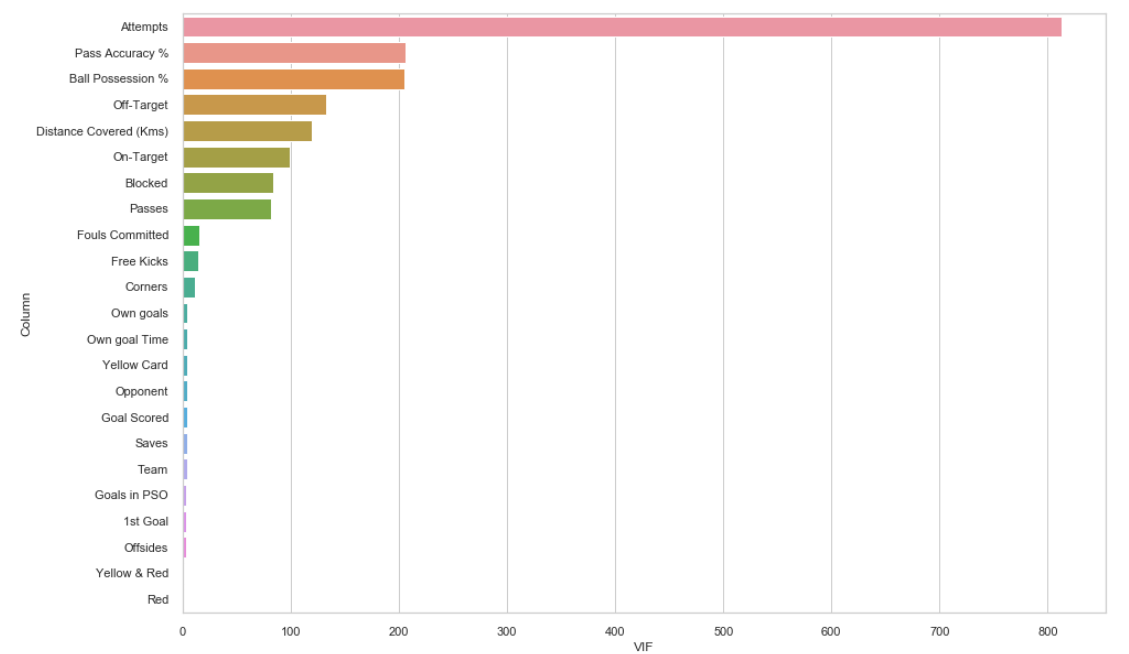 Attempts
Pass Accuracy %
Ball Possession %
Off-Target
Distance Covered (Kms)
On-Target
Blocked
Passes
Fouls Committed
Free Kicks
Corners
Own goals
Own goal Time
Yellow Card
Opponent
Goal Scored
Saves
Team
Goals in PSO
1st Goal
Offsides
Yellow & Red
Red
Column
0 100 200 300 400 500 600 700 800
VIF